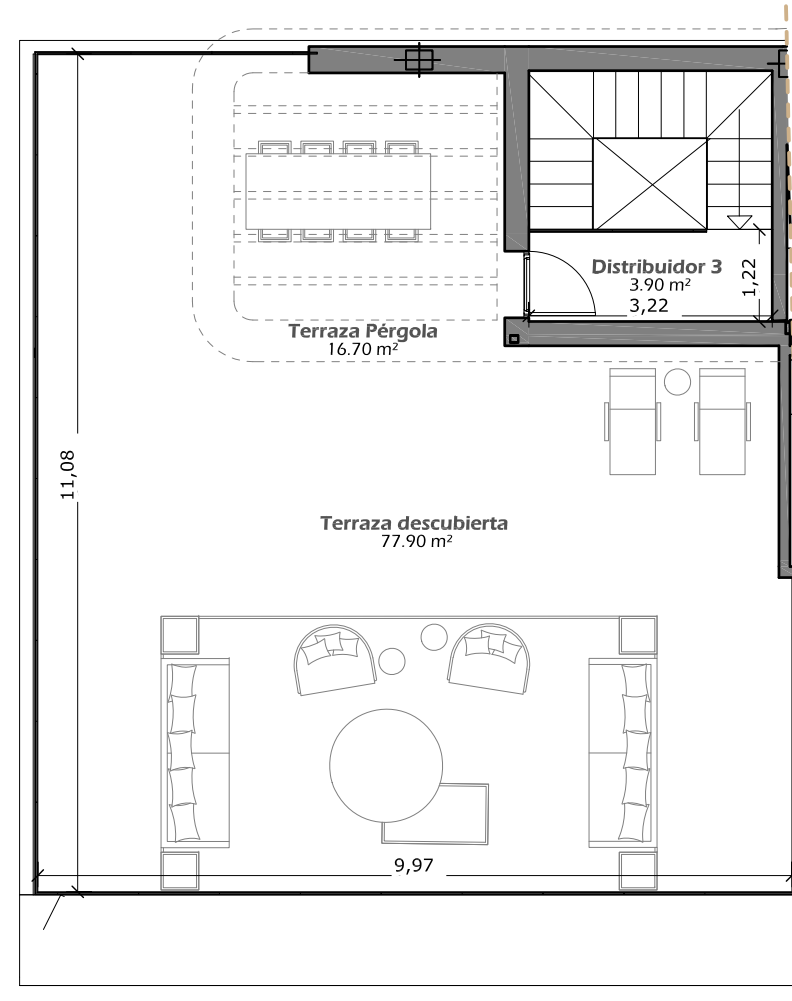 Distribuidor 3
3.90 m²
3,22
1,22
Terraza Pérgola
16.70 m²
11,08
Terraza descubierta
77.90 m²
9,97